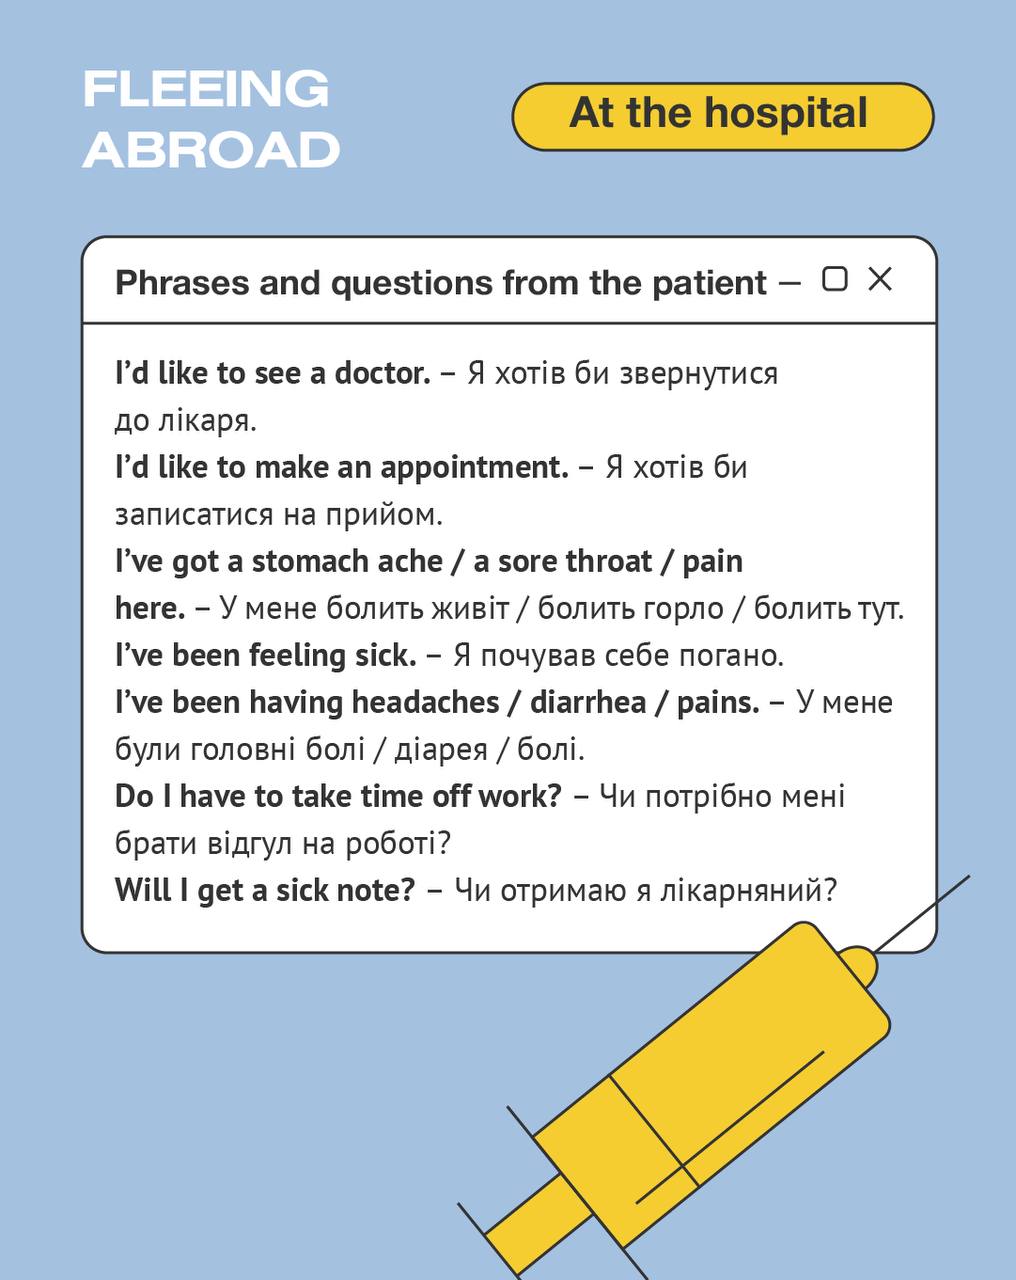 FLEEING
ABROAD
At the hospital
Phrases and questions from the patient
I’d like to see a doctor. – Я хотів би звернутися
до лікаря.
I’d like to make an appointment. – Я хотів би
записатися на прийом.
I’ve got a stomach ache / a sore throat / pain
here. – У мене болить живіт / болить горло / болить тут.
I’ve been feeling sick. – Я почував себе погано.
I’ve been having headaches / diarrhea / pains. – У мене
були головні болі / діарея / болі.
Do I have to take time off work? – Чи потрібно мені
брати відгул на роботі?
Will I get a sick note? – Чи отримаю я лікарняний?